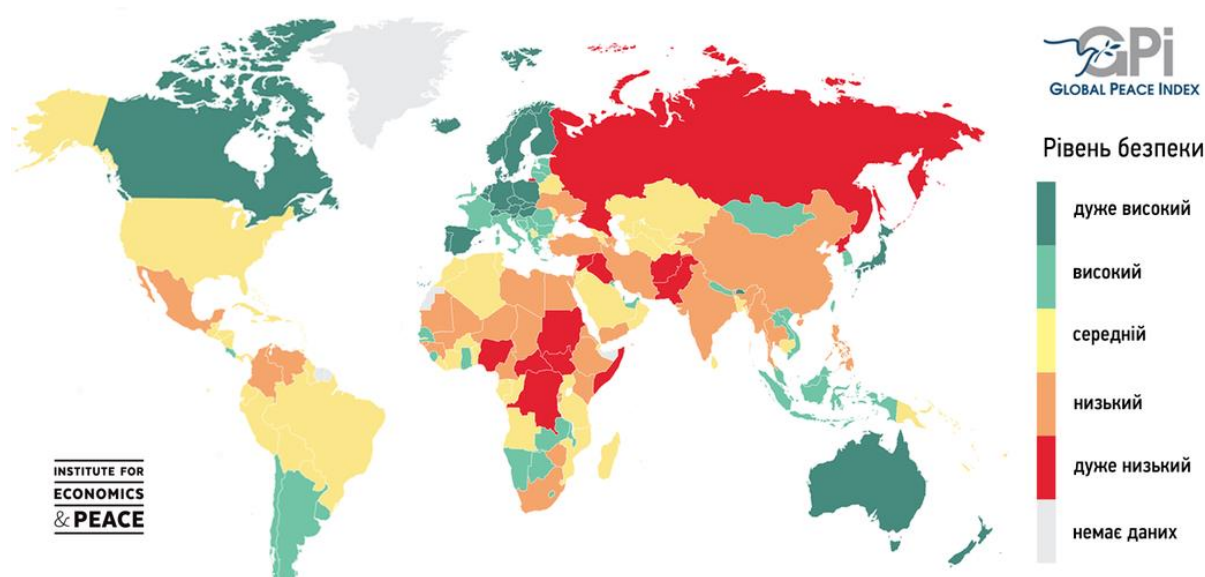 GPi
GLOBAL PEACE INDEX
Рівень безпеки
дуже високий
високий
середній
низький
дуже низький
немає даних
INSTITUTE FOR
ECONOMICS
& PEACE